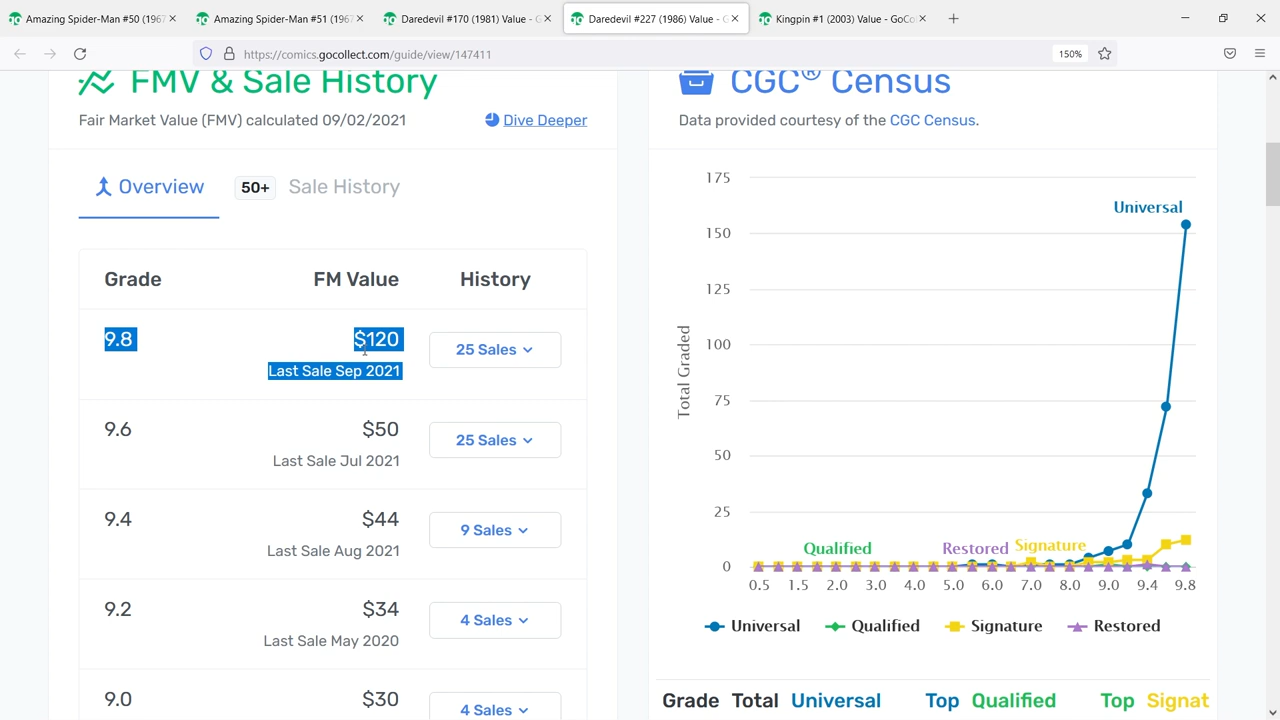 Amazing Spider-Man #50 (1967
Amazing Spider-Man #51 (1967
Daredevil #170 (1981) Value - G
Daredevil #227 (1986) Value - G
Kingpin #1 (2003) Value - GoCo
https://comics.gocollect.com/guide/view/147411
150%
FMV & Sale History
Fair Market Value (FMV) calculated 09/02/2021
Dive Deeper
Overview
50+
Sale History
Grade FM Value History
9.8 $120 25 Sales
Last Sale Sep 2021
9.6 $50 25 Sales
Last Sale Jul 2021
9.4 $44 9 Sales
Last Sale Aug 2021
9.2 $34 4 Sales
Last Sale May 2020
9.0 $30 4 Sales
CGC® Census
Data provided courtesy of the CGC Census.
175
150
125
100
75
50
25
0
Total Graded
Universal
Qualified
Restored
Signature
0.5 1.5 2.0 3.0 4.0 5.0 6.0 7.0 8.0 9.0 9.4 9.8
Universal Qualified Signature Restored
Grade Total Universal Top Qualified Top Signat